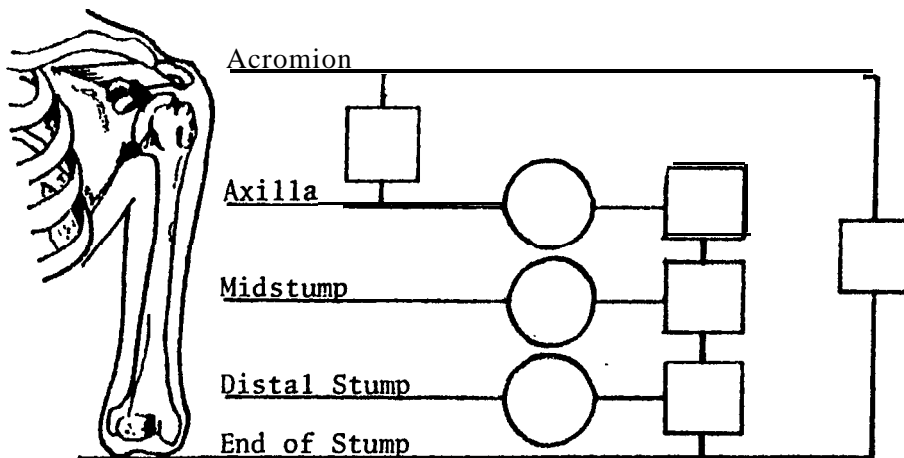 Acromion
Axilla
Midstump
Distal Stump
End of Stump